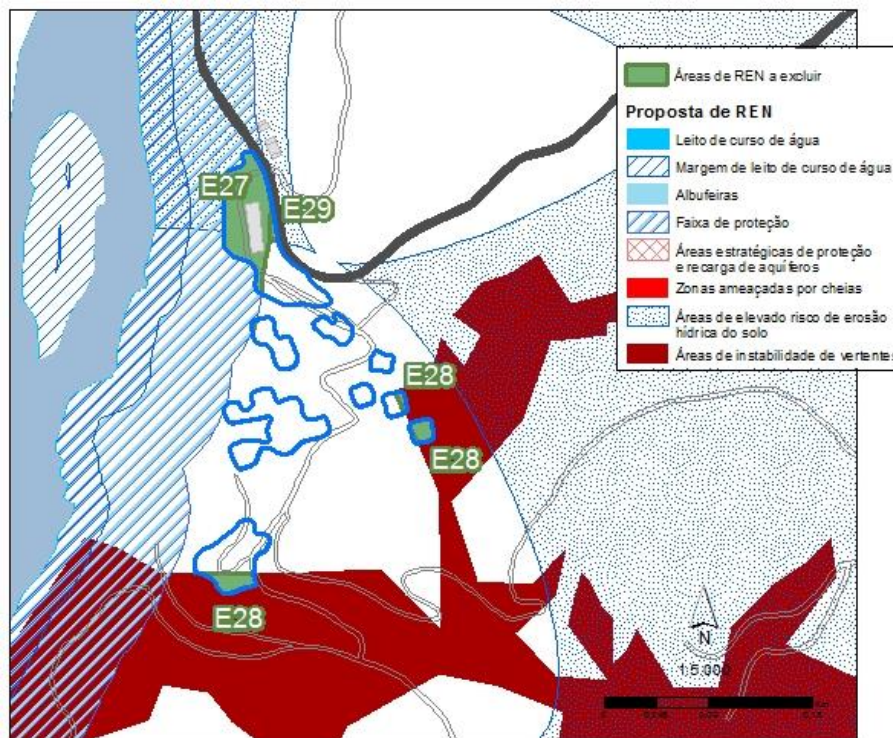 Áreas de REN a excluir
Proposta de REN
Leito de curso de água
Margem de leito de curso de água
Albufeiras
Faixa de proteção
Áreas estratégicas de proteção
e recarga de aquíferos
Zonas ameaçadas por cheias
Áreas de elevado risco de erosão
hídrica do solo
Áreas de instabilidade de vertentes
E27
E29
E28
E28
E28
N
1:5.000
0